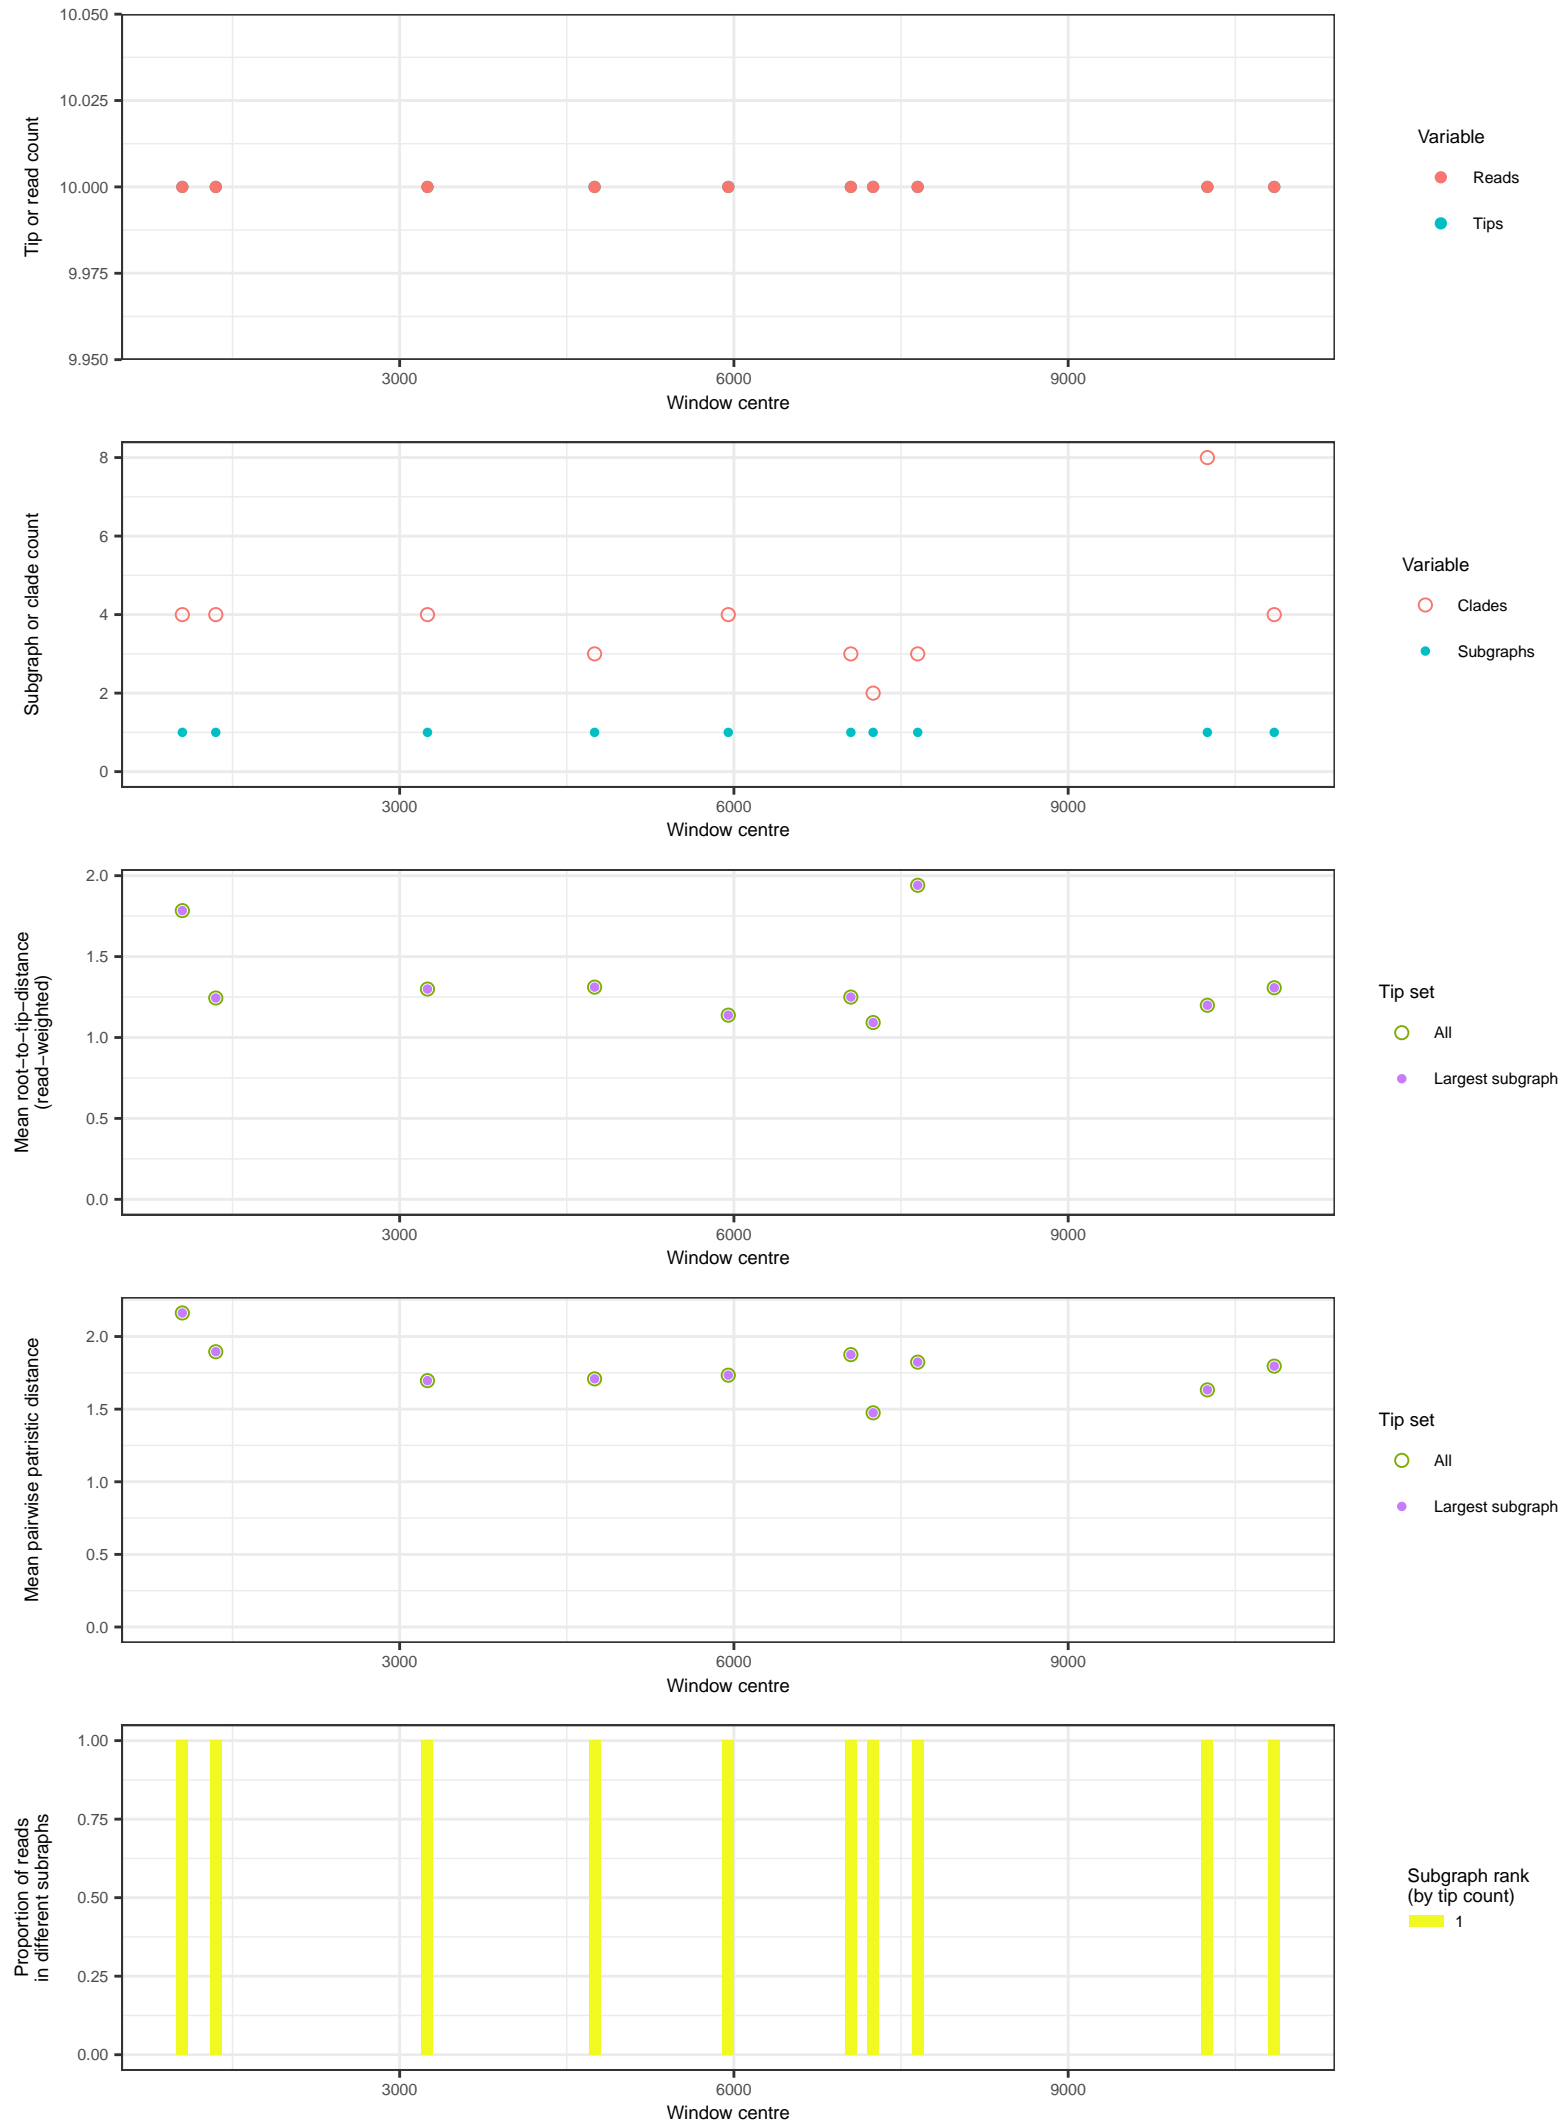 10.050
10.025
10.000
9.975
9.950
Tip or read count
3000
6000
9000
Window centre
Variable
Reads
Tips
8
6
4
2
0
Subgraph or clade count
3000
6000
9000
Window centre
Variable
Clades
Subgraphs
2.0
1.5
1.0
0.5
0.0
Mean root−to−tip−distance
(read−weighted)
3000
6000
9000
Window centre
Tip set
All
Largest subgraph
2.0
1.5
1.0
0.5
0.0
Mean pairwise patristic distance
3000
6000
9000
Window centre
Tip set
All
Largest subgraph
1.00
0.75
0.50
0.25
0.00
Proportion of reads
in different subraphs
3000
6000
9000
Window centre
Subgraph rank
(by tip count)
1